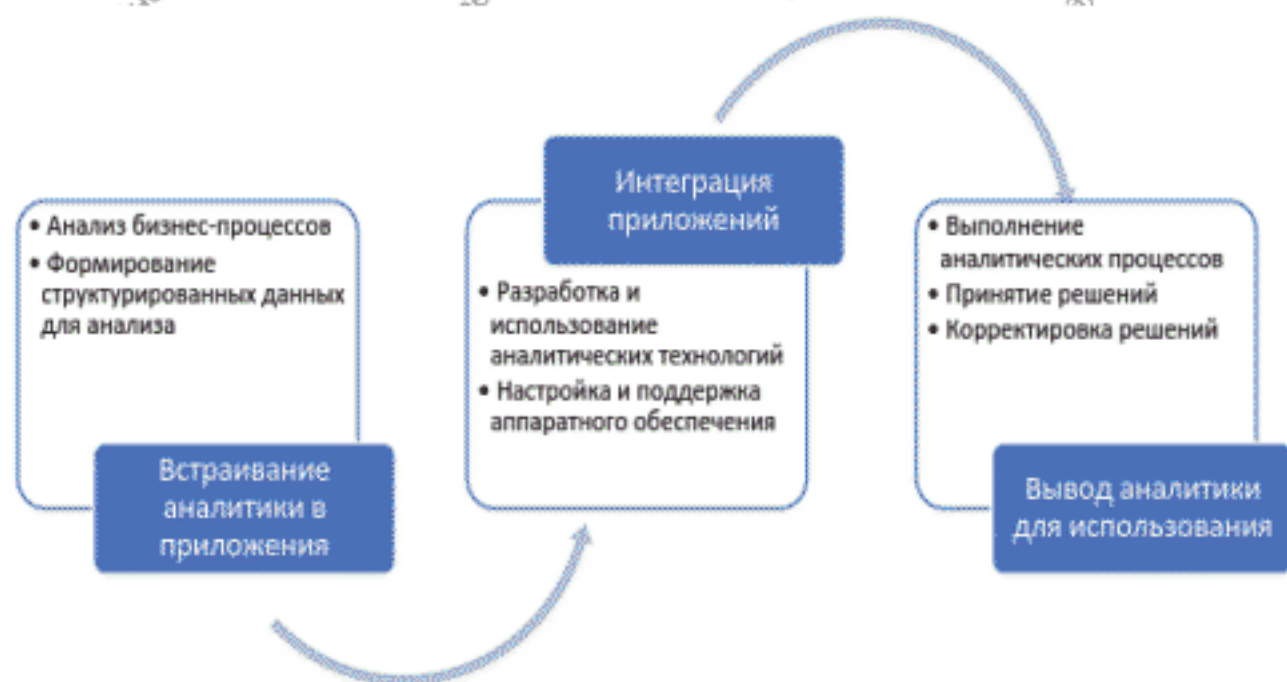 • Анализ бизнес-процессов
• Формирование
структурированных данных
для анализа
Встраивание
аналитики в
приложения
Интеграция
приложений
• Разработка и
использование
аналитических технологий
• Настройка и поддержка
аппаратного обеспечения
• Выполнение
аналитических процессов
• Принятие решений
• Корректировка решений
Вывод аналитики
для использования